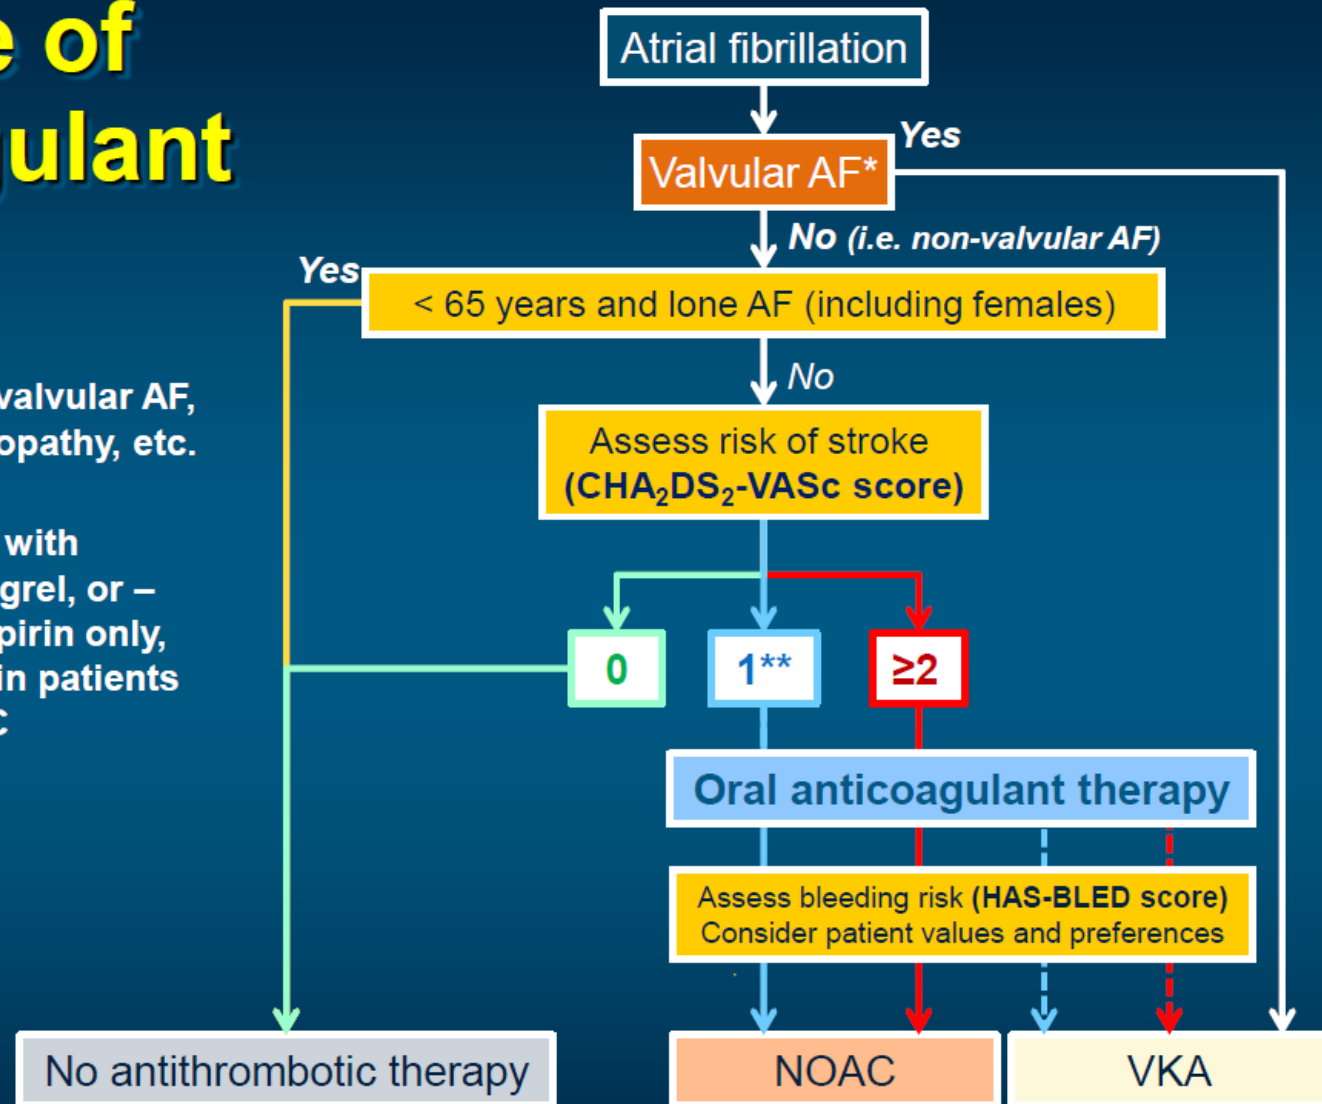 e of
gulant
Atrial fibrillation
Yes
Valvular AF*
No (i.e. non-valvular AF)
Yes
< 65 years and lone AF (including females)
No
valvular AF,
opathy, etc.
Assess risk of stroke
(CHA₂DS₂-VASc score)
with
grel, or –
pirin only,
in patients
C
0
1**
≥2
Oral anticoagulant therapy
Assess bleeding risk (HAS-BLED score)
Consider patient values and preferences
No antithrombotic therapy
NOAC
VKA